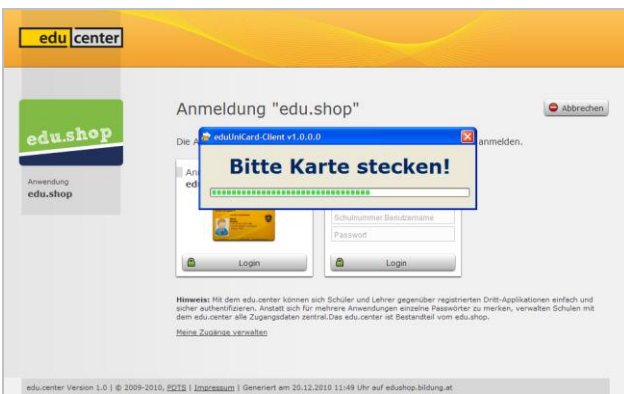 edu center
Anmeldung "edu.shop"
Abbrechen
edu.shop
Die A
anmelden.
eduUniCard-Client v1.0.0.0
Bitte Karte stecken!
An
ed
Anwendung
edu.shop
Schulnummer Benutzername
Passwort
Login
Login
Hinweis: Mit dem edu.center können sich Schüler und Lehrer gegenüber registrierten Dritt-Applikationen einfach und
sicher authentifizieren. Anstatt sich für mehrere Anwendungen einzelne Passwörter zu merken, verwalten Schulen mit
dem edu.center alle Zugangsdaten zentral.Das edu.center ist Bestandteil vom edu.shop.
Meine Zugänge verwalten
edu.center Version 1.0 | © 2009-2010, PDTS | Impressum | Generiert am 20.12.2010 11:49 Uhr auf edushop.bildung.at